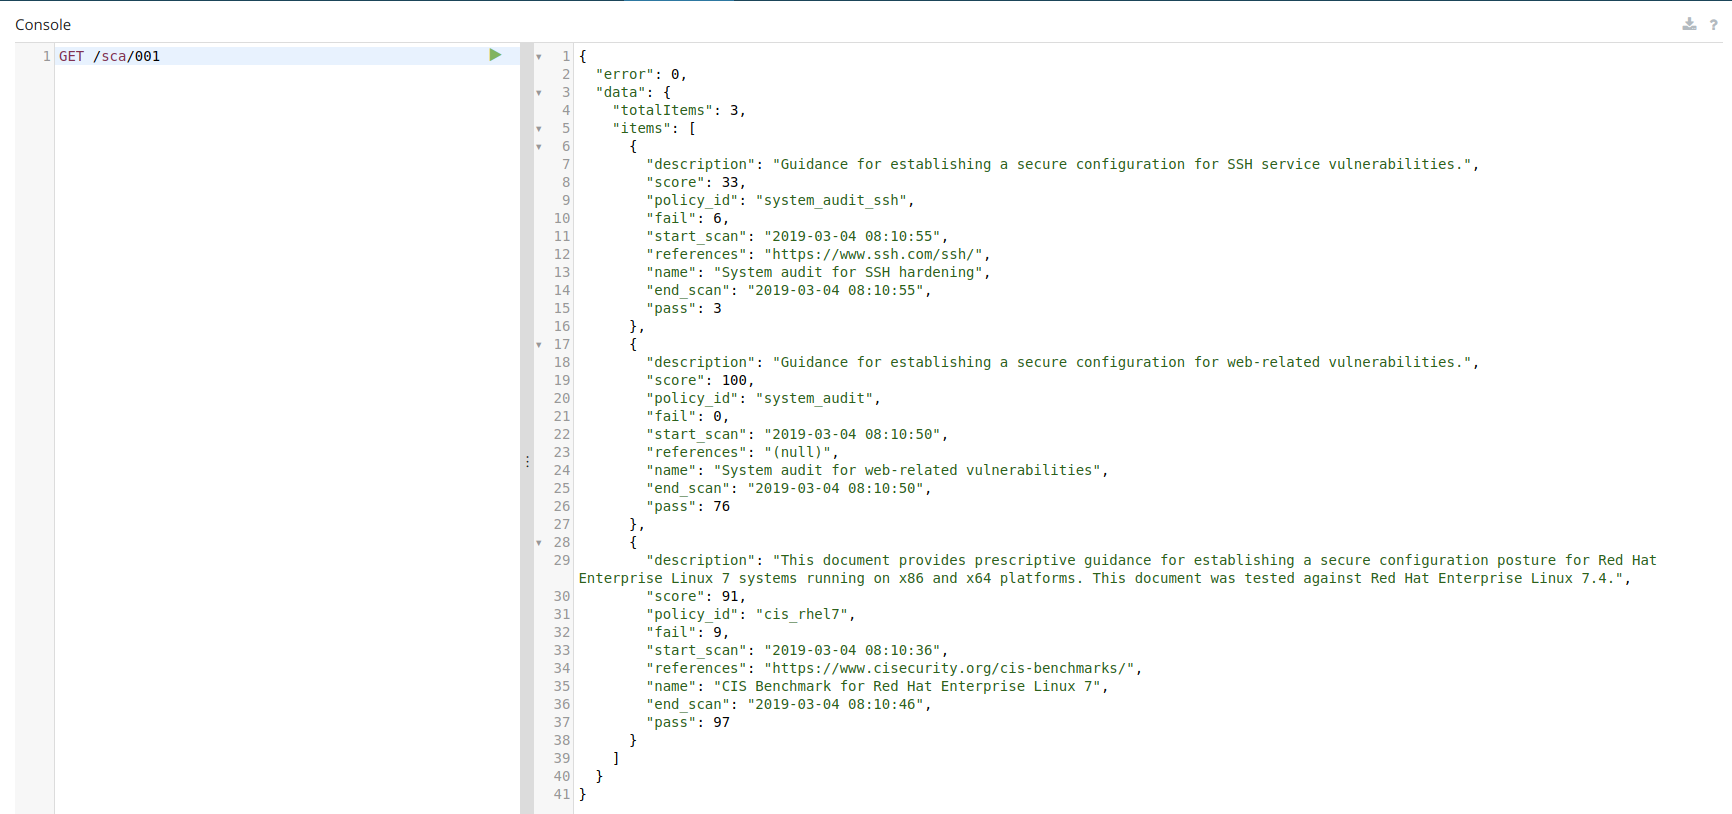 Console
?
1 GET /sca/001
1 {
2 "error": 0,
3 "data": {
4 "totalItems": 3,
5 "items": [
6 {
7 "description": "Guidance for establishing a secure configuration for SSH service vulnerabilities.",
8 "score": 33,
9 "policy_id": "system_audit_ssh",
10 "fail": 6,
11 "start_scan": "2019-03-04 08:10:55",
12 "references": "https://www.ssh.com/ssh/",
13 "name": "System audit for SSH hardening",
14 "end_scan": "2019-03-04 08:10:55",
15 "pass": 3
16 },
17 {
18 "description": "Guidance for establishing a secure configuration for web-related vulnerabilities.",
19 "score": 100,
20 "policy_id": "system_audit",
21 "fail": 0,
22 "start_scan": "2019-03-04 08:10:50",
23 "references": "(null)",
24 "name": "System audit for web-related vulnerabilities",
25 "end_scan": "2019-03-04 08:10:50",
26 "pass": 76
27 },
28 {
29 "description": "This document provides prescriptive guidance for establishing a secure configuration posture for Red Hat
Enterprise Linux 7 systems running on x86 and x64 platforms. This document was tested against Red Hat Enterprise Linux 7.4.",
30 "score": 91,
31 "policy_id": "cis_rhel7",
32 "fail": 9,
33 "start_scan": "2019-03-04 08:10:36",
34 "references": "https://www.cisecurity.org/cis-benchmarks/",
35 "name": "CIS Benchmark for Red Hat Enterprise Linux 7",
36 "end_scan": "2019-03-04 08:10:46",
37 "pass": 97
38 }
39 ]
40 }
41 }